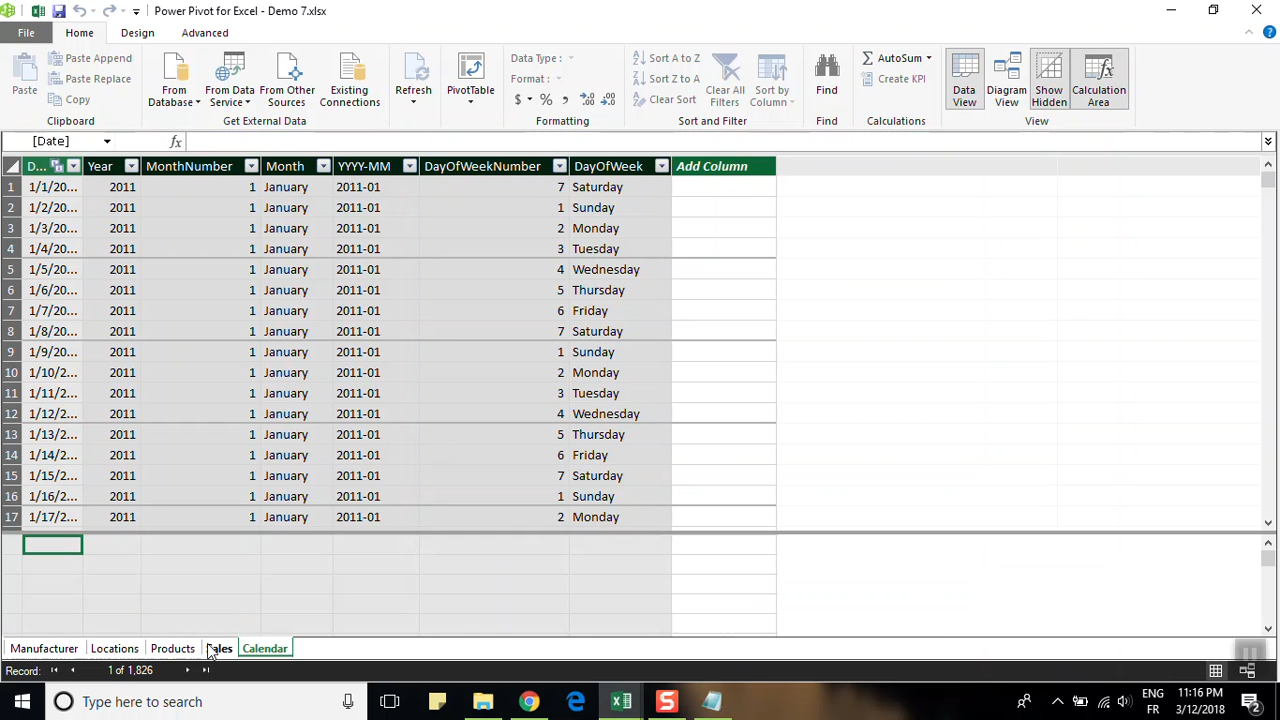 Power Pivot for Excel - Demo 7.xlsx
File Home Design Advanced
Paste Paste Append Paste Replace Copy Clipboard
From Database From Data Service From Other Sources Existing Connections Get External Data
Refresh PivotTable
Data Type : Format : $ % , Formatting
Sort A to Z Sort Z to A Clear Sort Clear All Filters Sort by Column Sort and Filter
Find Find
AutoSum Create KPI Calculations
Data View Diagram View Show Hidden Calculation Area View
[Date] fx
D... Year MonthNumber Month YYYY-MM DayOfWeekNumber DayOfWeek Add Column
1 1/1/20... 2011 1 January 2011-01 7 Saturday
2 1/2/20... 2011 1 January 2011-01 1 Sunday
3 1/3/20... 2011 1 January 2011-01 2 Monday
4 1/4/20... 2011 1 January 2011-01 3 Tuesday
5 1/5/20... 2011 1 January 2011-01 4 Wednesday
6 1/6/20... 2011 1 January 2011-01 5 Thursday
7 1/7/20... 2011 1 January 2011-01 6 Friday
8 1/8/20... 2011 1 January 2011-01 7 Saturday
9 1/9/20... 2011 1 January 2011-01 1 Sunday
10 1/10/2... 2011 1 January 2011-01 2 Monday
11 1/11/2... 2011 1 January 2011-01 3 Tuesday
12 1/12/2... 2011 1 January 2011-01 4 Wednesday
13 1/13/2... 2011 1 January 2011-01 5 Thursday
14 1/14/2... 2011 1 January 2011-01 6 Friday
15 1/15/2... 2011 1 January 2011-01 7 Saturday
16 1/16/2... 2011 1 January 2011-01 1 Sunday
17 1/17/2... 2011 1 January 2011-01 2 Monday
Manufacturer Locations Products Sales Calendar
Record: 1 of 1,826
Type here to search
ENG 11:16 PM
FR 3/12/2018 2